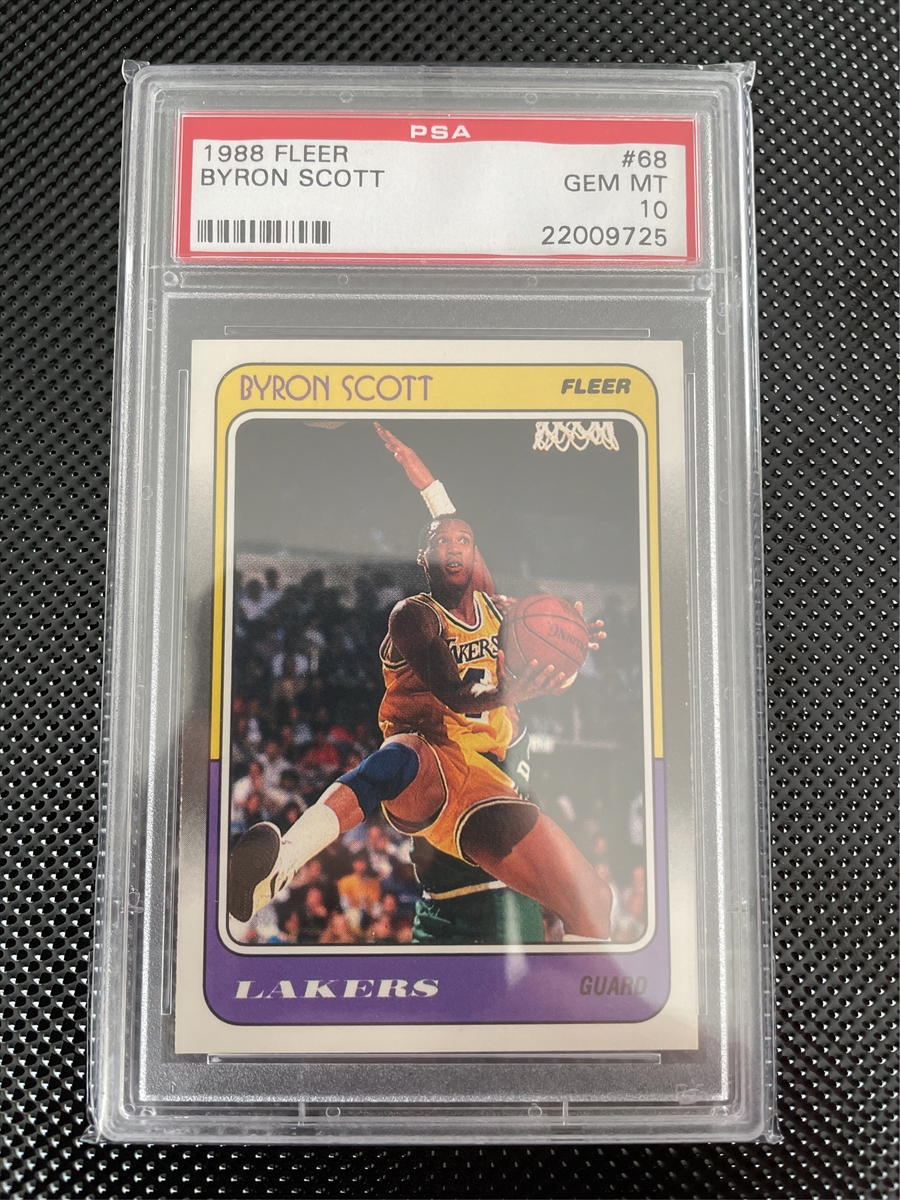 PSA
1988 FLEER #68
BYRON SCOTT GEM MT
10
22009725
BYRON SCOTT FLEER
LAKERS
LAKERS GUARD